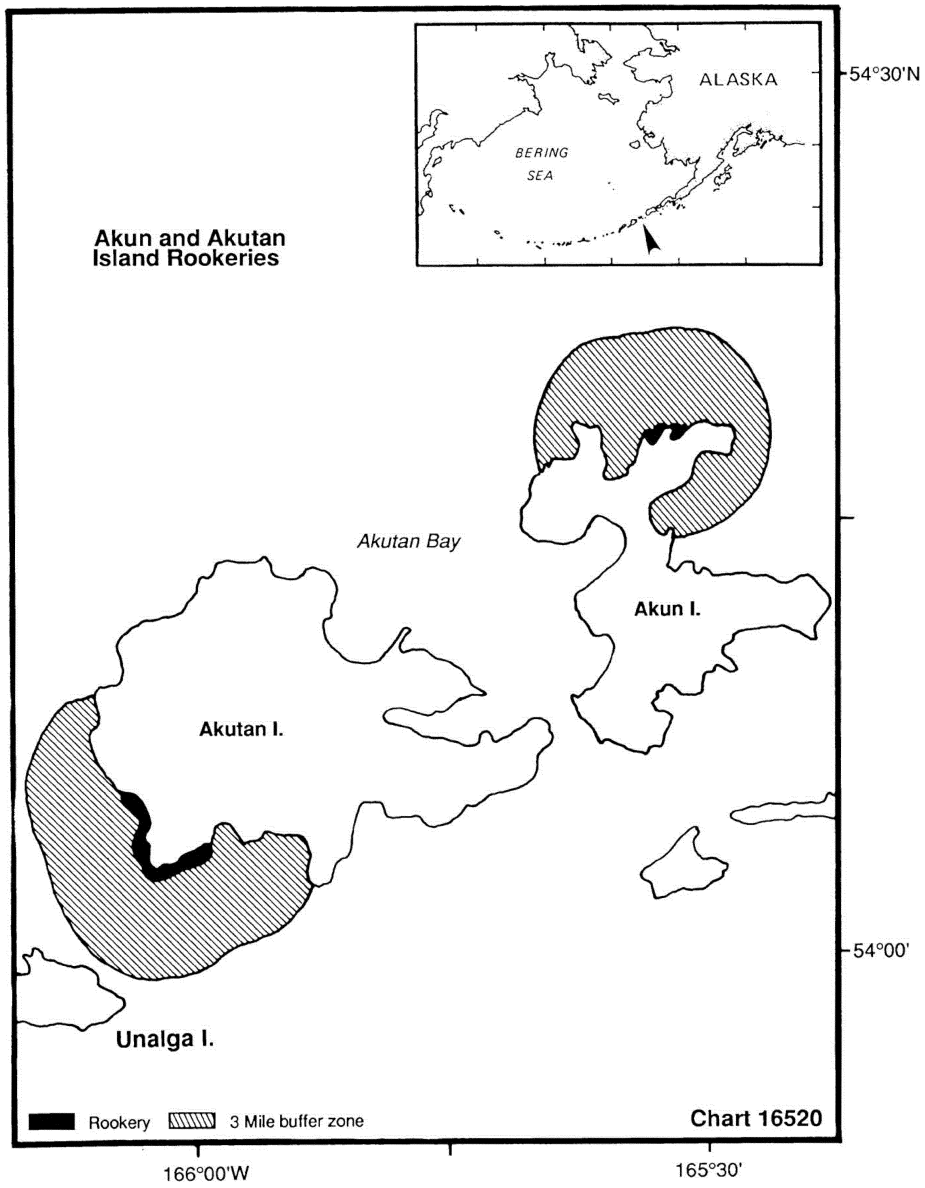 ALASKA
54°30'N
BERING
SEA
Akun and Akutan
Island Rookeries
Akutan Bay
Akun I.
Akutan I.
54°00'
Unalga I.
Rookery
3 Mile buffer zone
Chart 16520
166°00'W
165°30'